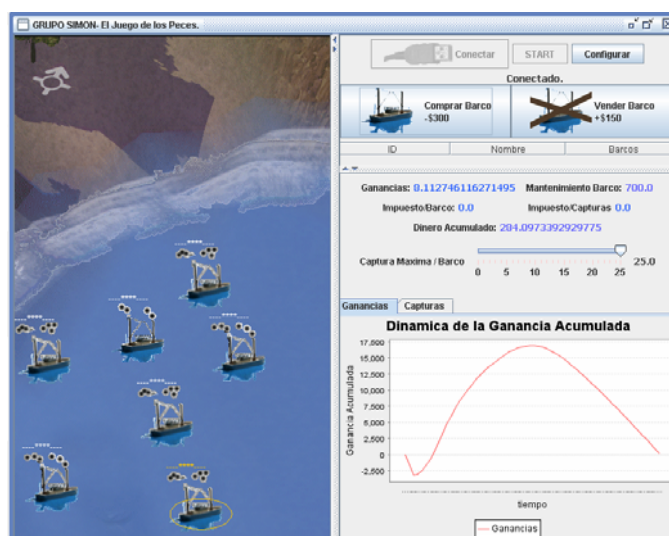 GRUPO SIMON- El Juego de los Peces.
Conectar
START
Configurar
Conectado.
Comprar Barco
-$300
Vender Barco
+$150
ID
Nombre
Barcos
Ganancias: 8.112746116271495 Mantenimiento Barco: 700.0
Impuesto/Barco: 0.0 Impuesto/Capturas 0.0
Dinero Acumulado: 284.0973392929775
Captura Maxima / Barco
25.0
0 5 10 15 20 25
Ganancias
Capturas
Dinamica de la Ganancia Acumulada
Ganancia Acumulada
17,500
15,000
12,500
10,000
7,500
5,000
2,500
0
-2,500
tiempo
Ganancias